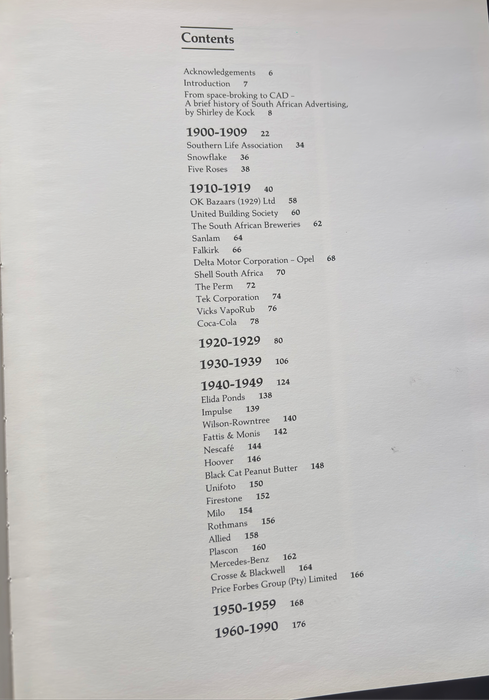 Contents
Acknowledgements 6
Introduction 7
From space-broking to CAD -
A brief history of South African Advertising,
by Shirley de Kock 8
1900-1909 22
Southern Life Association 34
Snowflake 36
Five Roses 38
1910-1919 40
OK Bazaars (1929) Ltd 58
United Building Society 60
The South African Breweries 62
Sanlam 64
Falkirk 66
Delta Motor Corporation - Opel 68
Shell South Africa 70
The Perm 72
Tek Corporation 74
Vicks VapoRub 76
Coca-Cola 78
1920-1929 80
1930-1939 106
1940-1949 124
Elida Ponds 138
Impulse 139
Wilson-Rowntree 140
Fattis & Monis 142
Nescafé 144
Hoover 146
Black Cat Peanut Butter 148
Unifoto 150
Firestone 152
Milo 154
Rothmans 156
Allied 158
Plascon 160
Mercedes-Benz 162
Crosse & Blackwell 164
Price Forbes Group (Pty) Limited 166
1950-1959 168
1960-1990 176